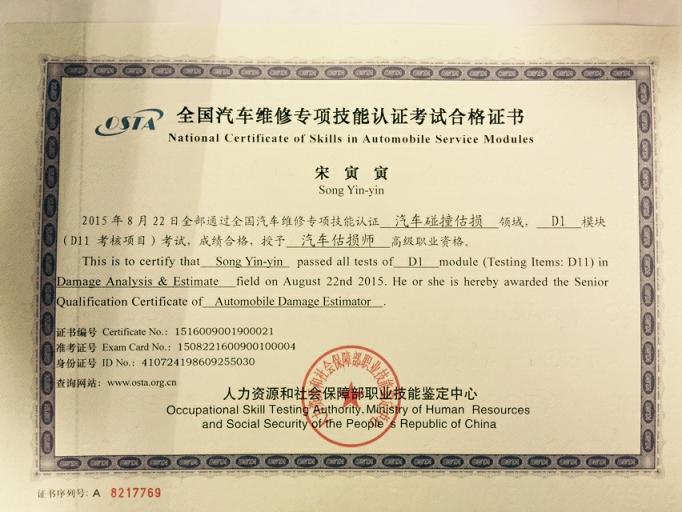 OSTA
全国汽车维修专项技能认证考试合格证书
National Certificate of Skills in Automobile Service Modules
宋寅寅
Song Yin-yin
2015年8月22日全部通过全国汽车维修专项技能认证 汽车碰撞估损 领域， D1 模块
（D11 考核项目）考试，成绩合格，授予 汽车估损师 高级职业资格。
This is to certify that Song Yin-yin passed all tests of D1 module (Testing Items: D11) in
Damage Analysis & Estimate field on August 22nd 2015. He or she is hereby awarded the Senior
Qualification Certificate of Automobile Damage Estimator .
证书编号 Certificate No.: 1516009001900021
准考证号 Exam Card No.: 1508221600900100004
身份证号 ID No.: 410724198609255030
查询网站: www.osta.org.cn
人力资源和社会保障部职业技能鉴定中心
Occupational Skill Testing Authority, Ministry of Human Resources
and Social Security of the People's Republic of China
证书序列号: A 8217769